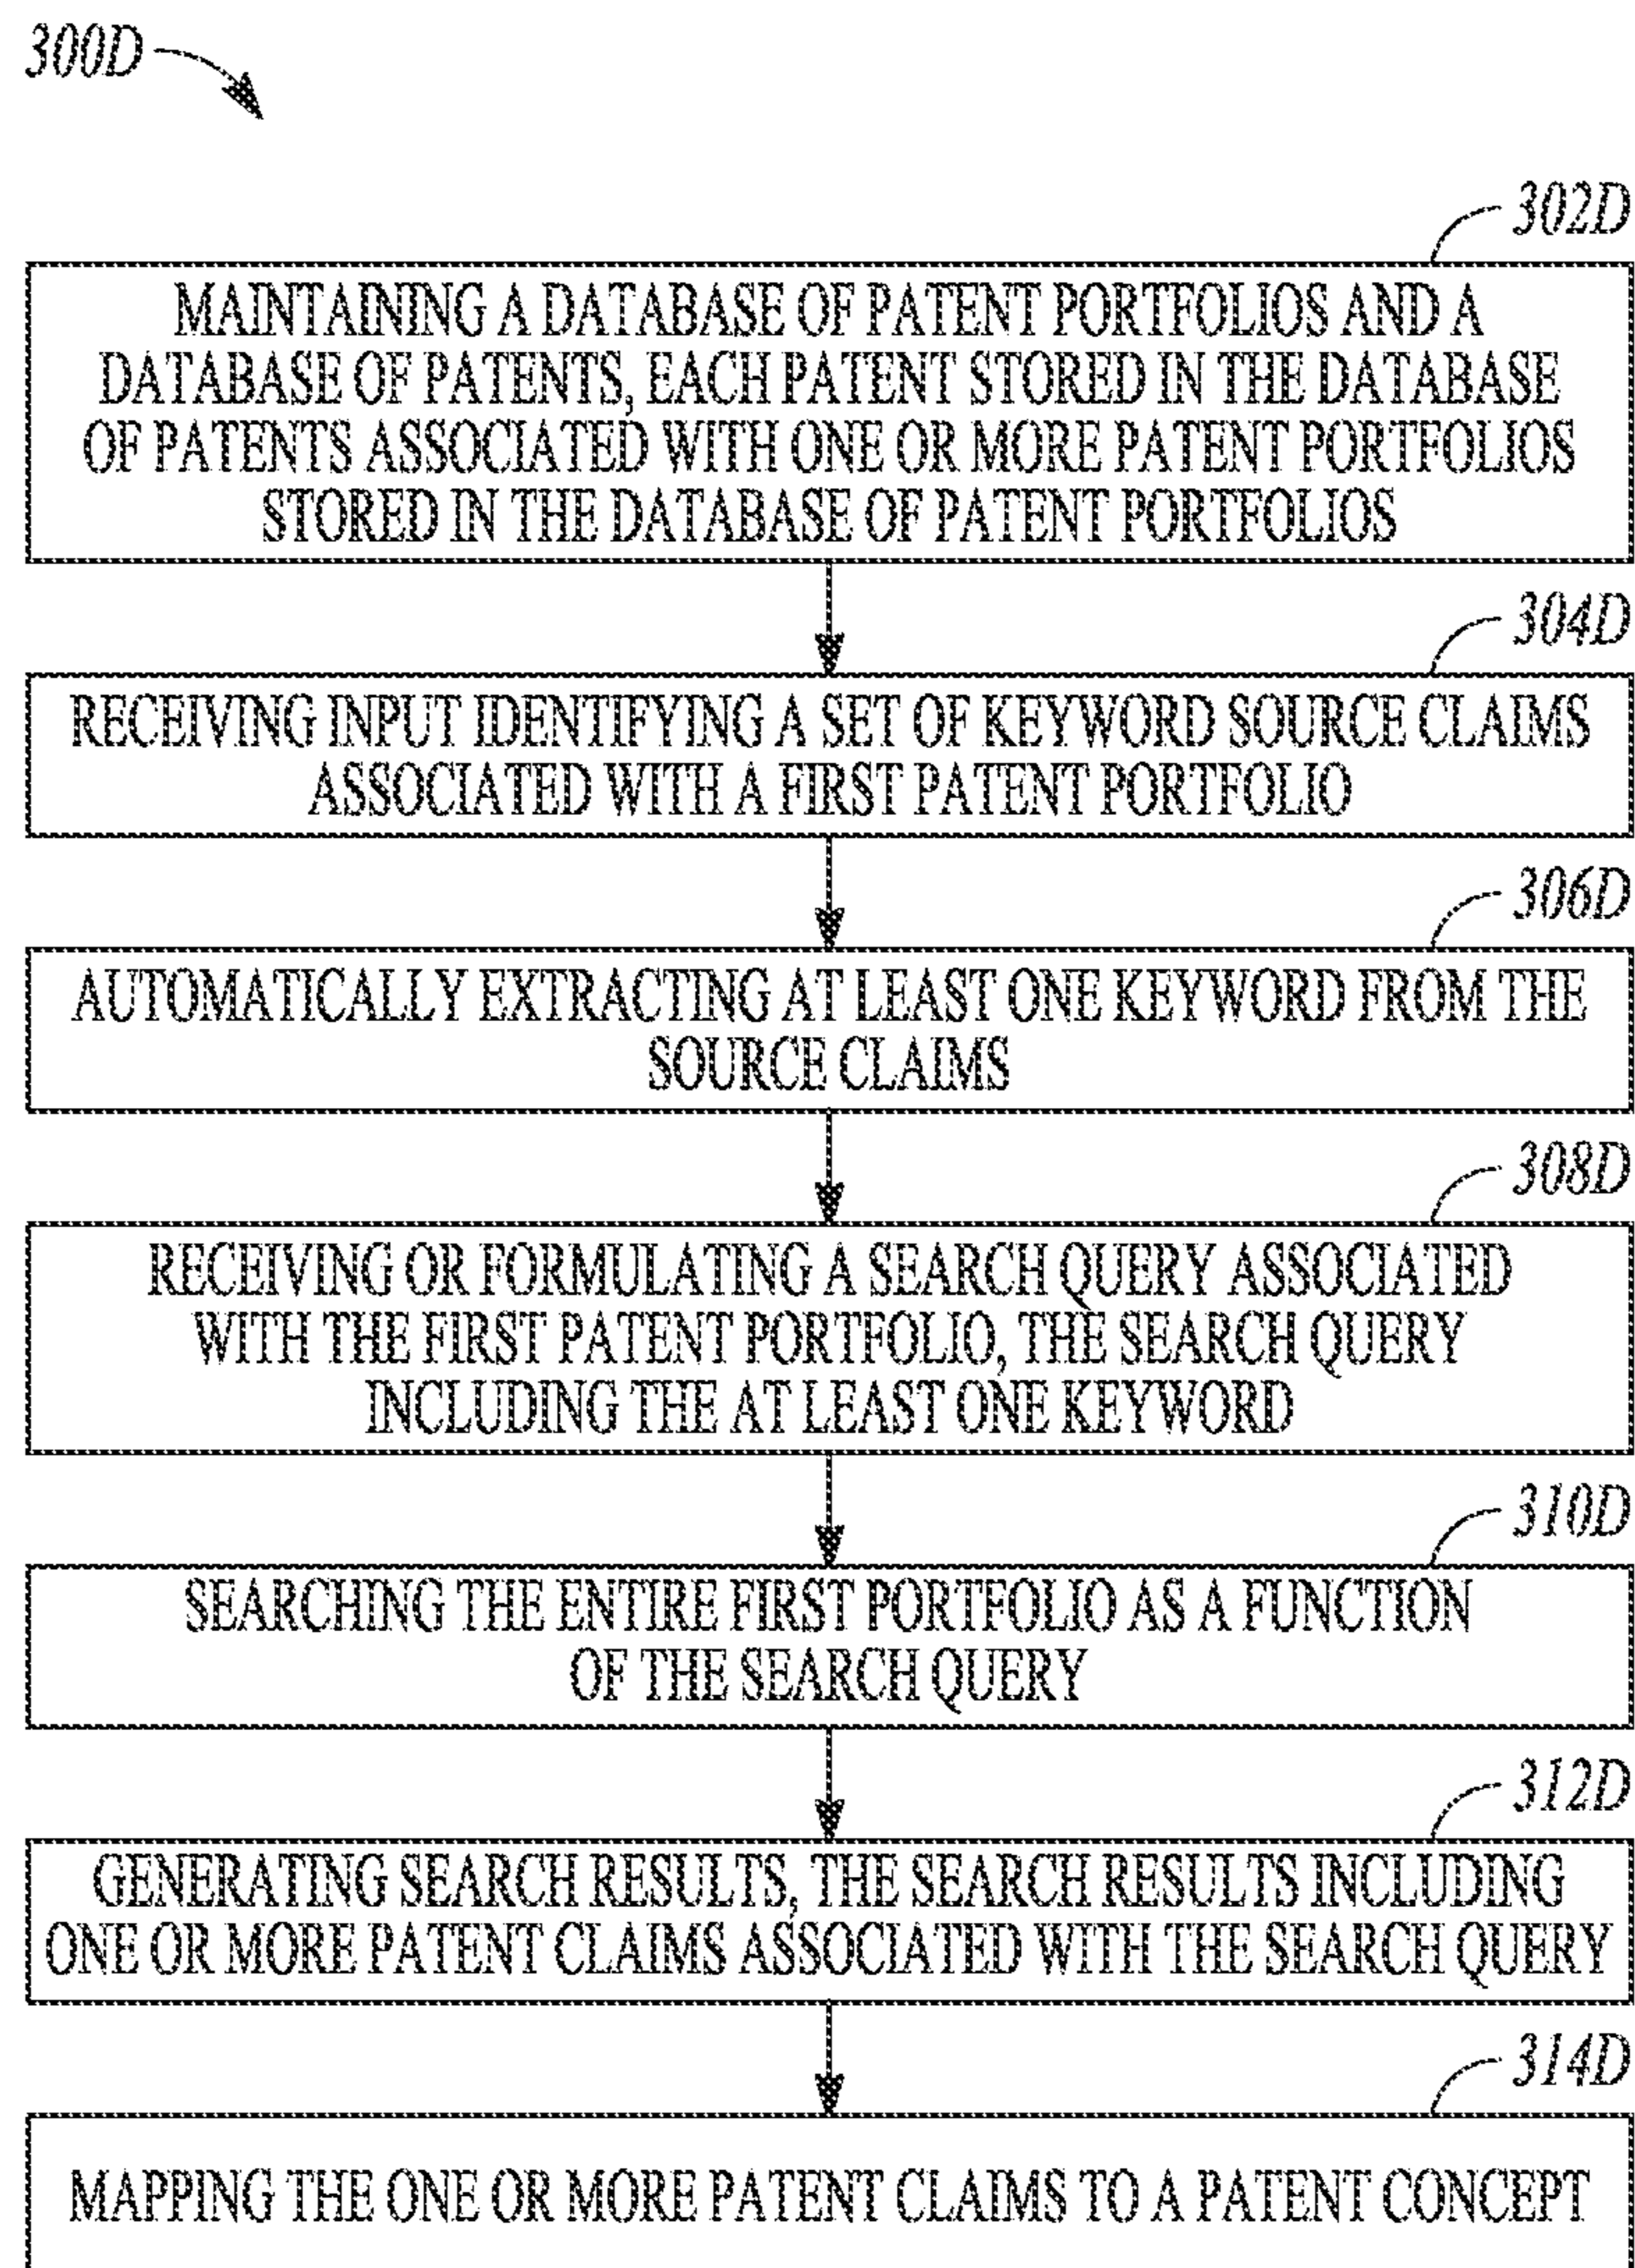 300D
302D
MAINTAINING A DATABASE OF PATENT PORTFOLIOS AND A
DATABASE OF PATENTS, EACH PATENT STORED IN THE DATABASE
OF PATENTS ASSOCIATED WITH ONE OR MORE PATENT PORTFOLIOS
STORED IN THE DATABASE OF PATENT PORTFOLIOS
304D
RECEIVING INPUT IDENTIFYING A SET OF KEYWORD SOURCE CLAIMS
ASSOCIATED WITH A FIRST PATENT PORTFOLIO
306D
AUTOMATICALLY EXTRACTING AT LEAST ONE KEYWORD FROM THE
SOURCE CLAIMS
308D
RECEIVING OR FORMULATING A SEARCH QUERY ASSOCIATED
WITH THE FIRST PATENT PORTFOLIO, THE SEARCH QUERY
INCLUDING THE AT LEAST ONE KEYWORD
310D
SEARCHING THE ENTIRE FIRST PORTFOLIO AS A FUNCTION
OF THE SEARCH QUERY
312D
GENERATING SEARCH RESULTS, THE SEARCH RESULTS INCLUDING
ONE OR MORE PATENT CLAIMS ASSOCIATED WITH THE SEARCH QUERY
314D
MAPPING THE ONE OR MORE PATENT CLAIMS TO A PATENT CONCEPT